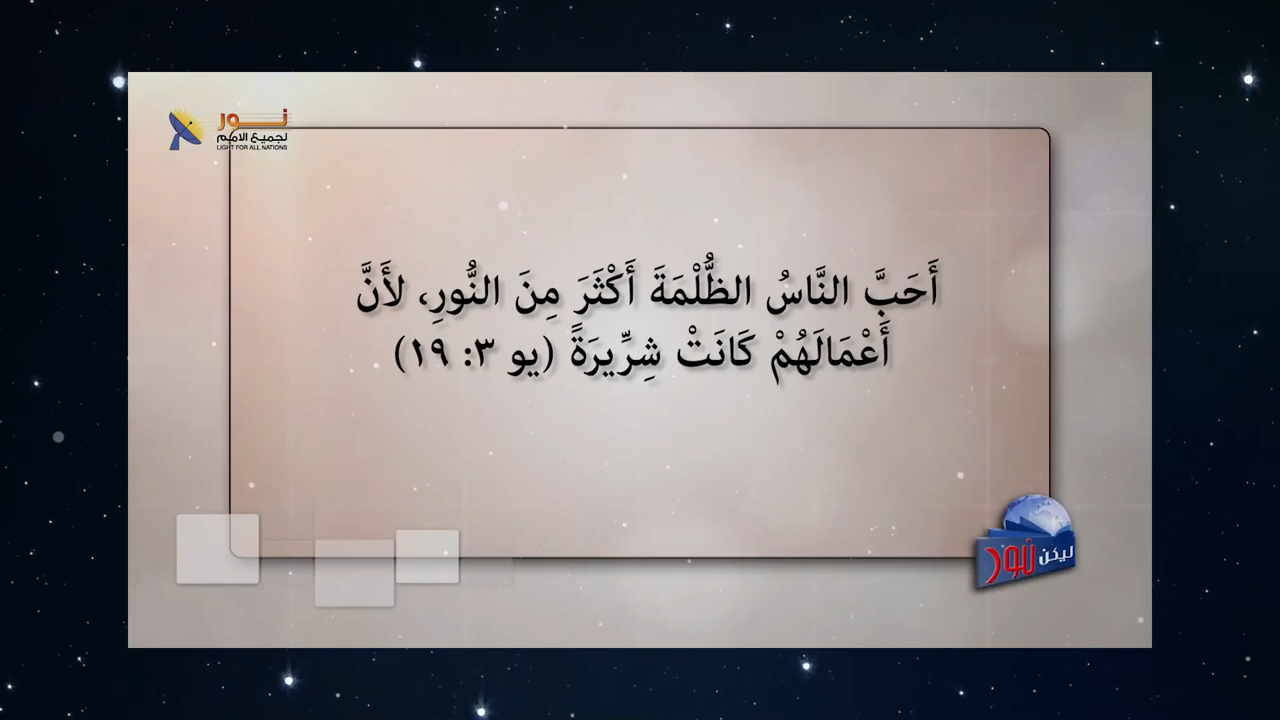 نور
لجميع الامم
LIGHT FOR ALL NATIONS
أَحَبَّ النَّاسُ الظُّلْمَةَ أَكْثَرَ مِنَ النُّورِ، لأَنَّ
أَعْمَالَهُمْ كَانَتْ شِرِّيرَةً (يو ٣: ١٩)
ليكن نور